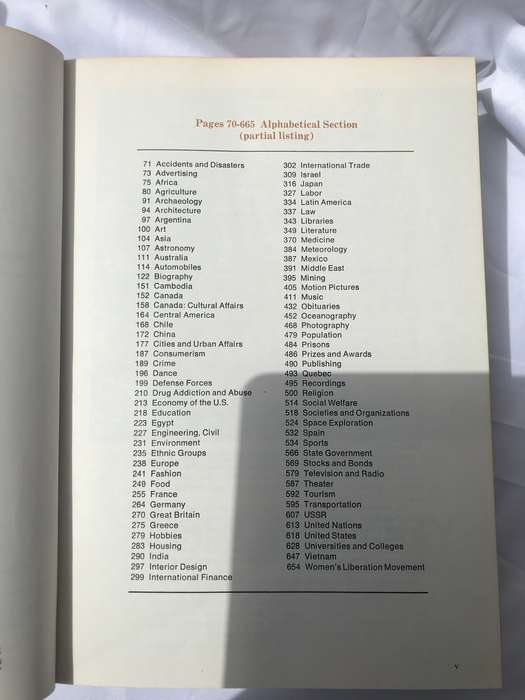 Pages 70-665 Alphabetical Section
(partial listing)
71 Accidents and Disasters
73 Advertising
75 Africa
80 Agriculture
91 Archaeology
94 Architecture
97 Argentina
100 Art
104 Asia
107 Astronomy
111 Australia
114 Automobiles
122 Biography
151 Cambodia
152 Canada
158 Canada: Cultural Affairs
164 Central America
168 Chile
172 China
177 Cities and Urban Affairs
187 Consumerism
189 Crime
196 Dance
199 Defense Forces
210 Drug Addiction and Abuse
213 Economy of the U.S.
218 Education
223 Egypt
227 Engineering, Civil
231 Environment
235 Ethnic Groups
238 Europe
241 Fashion
249 Food
255 France
264 Germany
270 Great Britain
275 Greece
279 Hobbies
283 Housing
290 India
297 Interior Design
299 International Finance
302 International Trade
309 Israel
316 Japan
327 Labor
334 Latin America
337 Law
343 Libraries
349 Literature
370 Medicine
384 Meteorology
387 Mexico
391 Middle East
395 Mining
405 Motion Pictures
411 Music
432 Obituaries
452 Oceanography
468 Photography
479 Population
484 Prisons
486 Prizes and Awards
490 Publishing
493 Quebec
495 Recordings
500 Religion
514 Social Welfare
518 Societies and Organizations
524 Space Exploration
532 Spain
534 Sports
566 State Government
569 Stocks and Bonds
579 Television and Radio
587 Theater
592 Tourism
595 Transportation
607 USSR
613 United Nations
618 United States
628 Universities and Colleges
647 Vietnam
654 Women's Liberation Movement
v